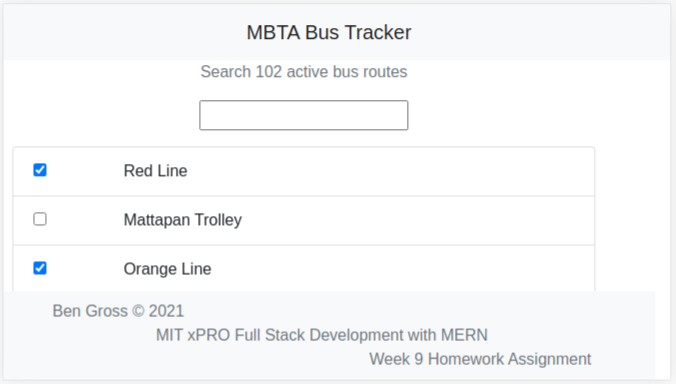 MBTA Bus Tracker
Search 102 active bus routes
Red Line
Mattapan Trolley
Orange Line
Ben Gross © 2021
MIT xPRO Full Stack Development with MERN
Week 9 Homework Assignment